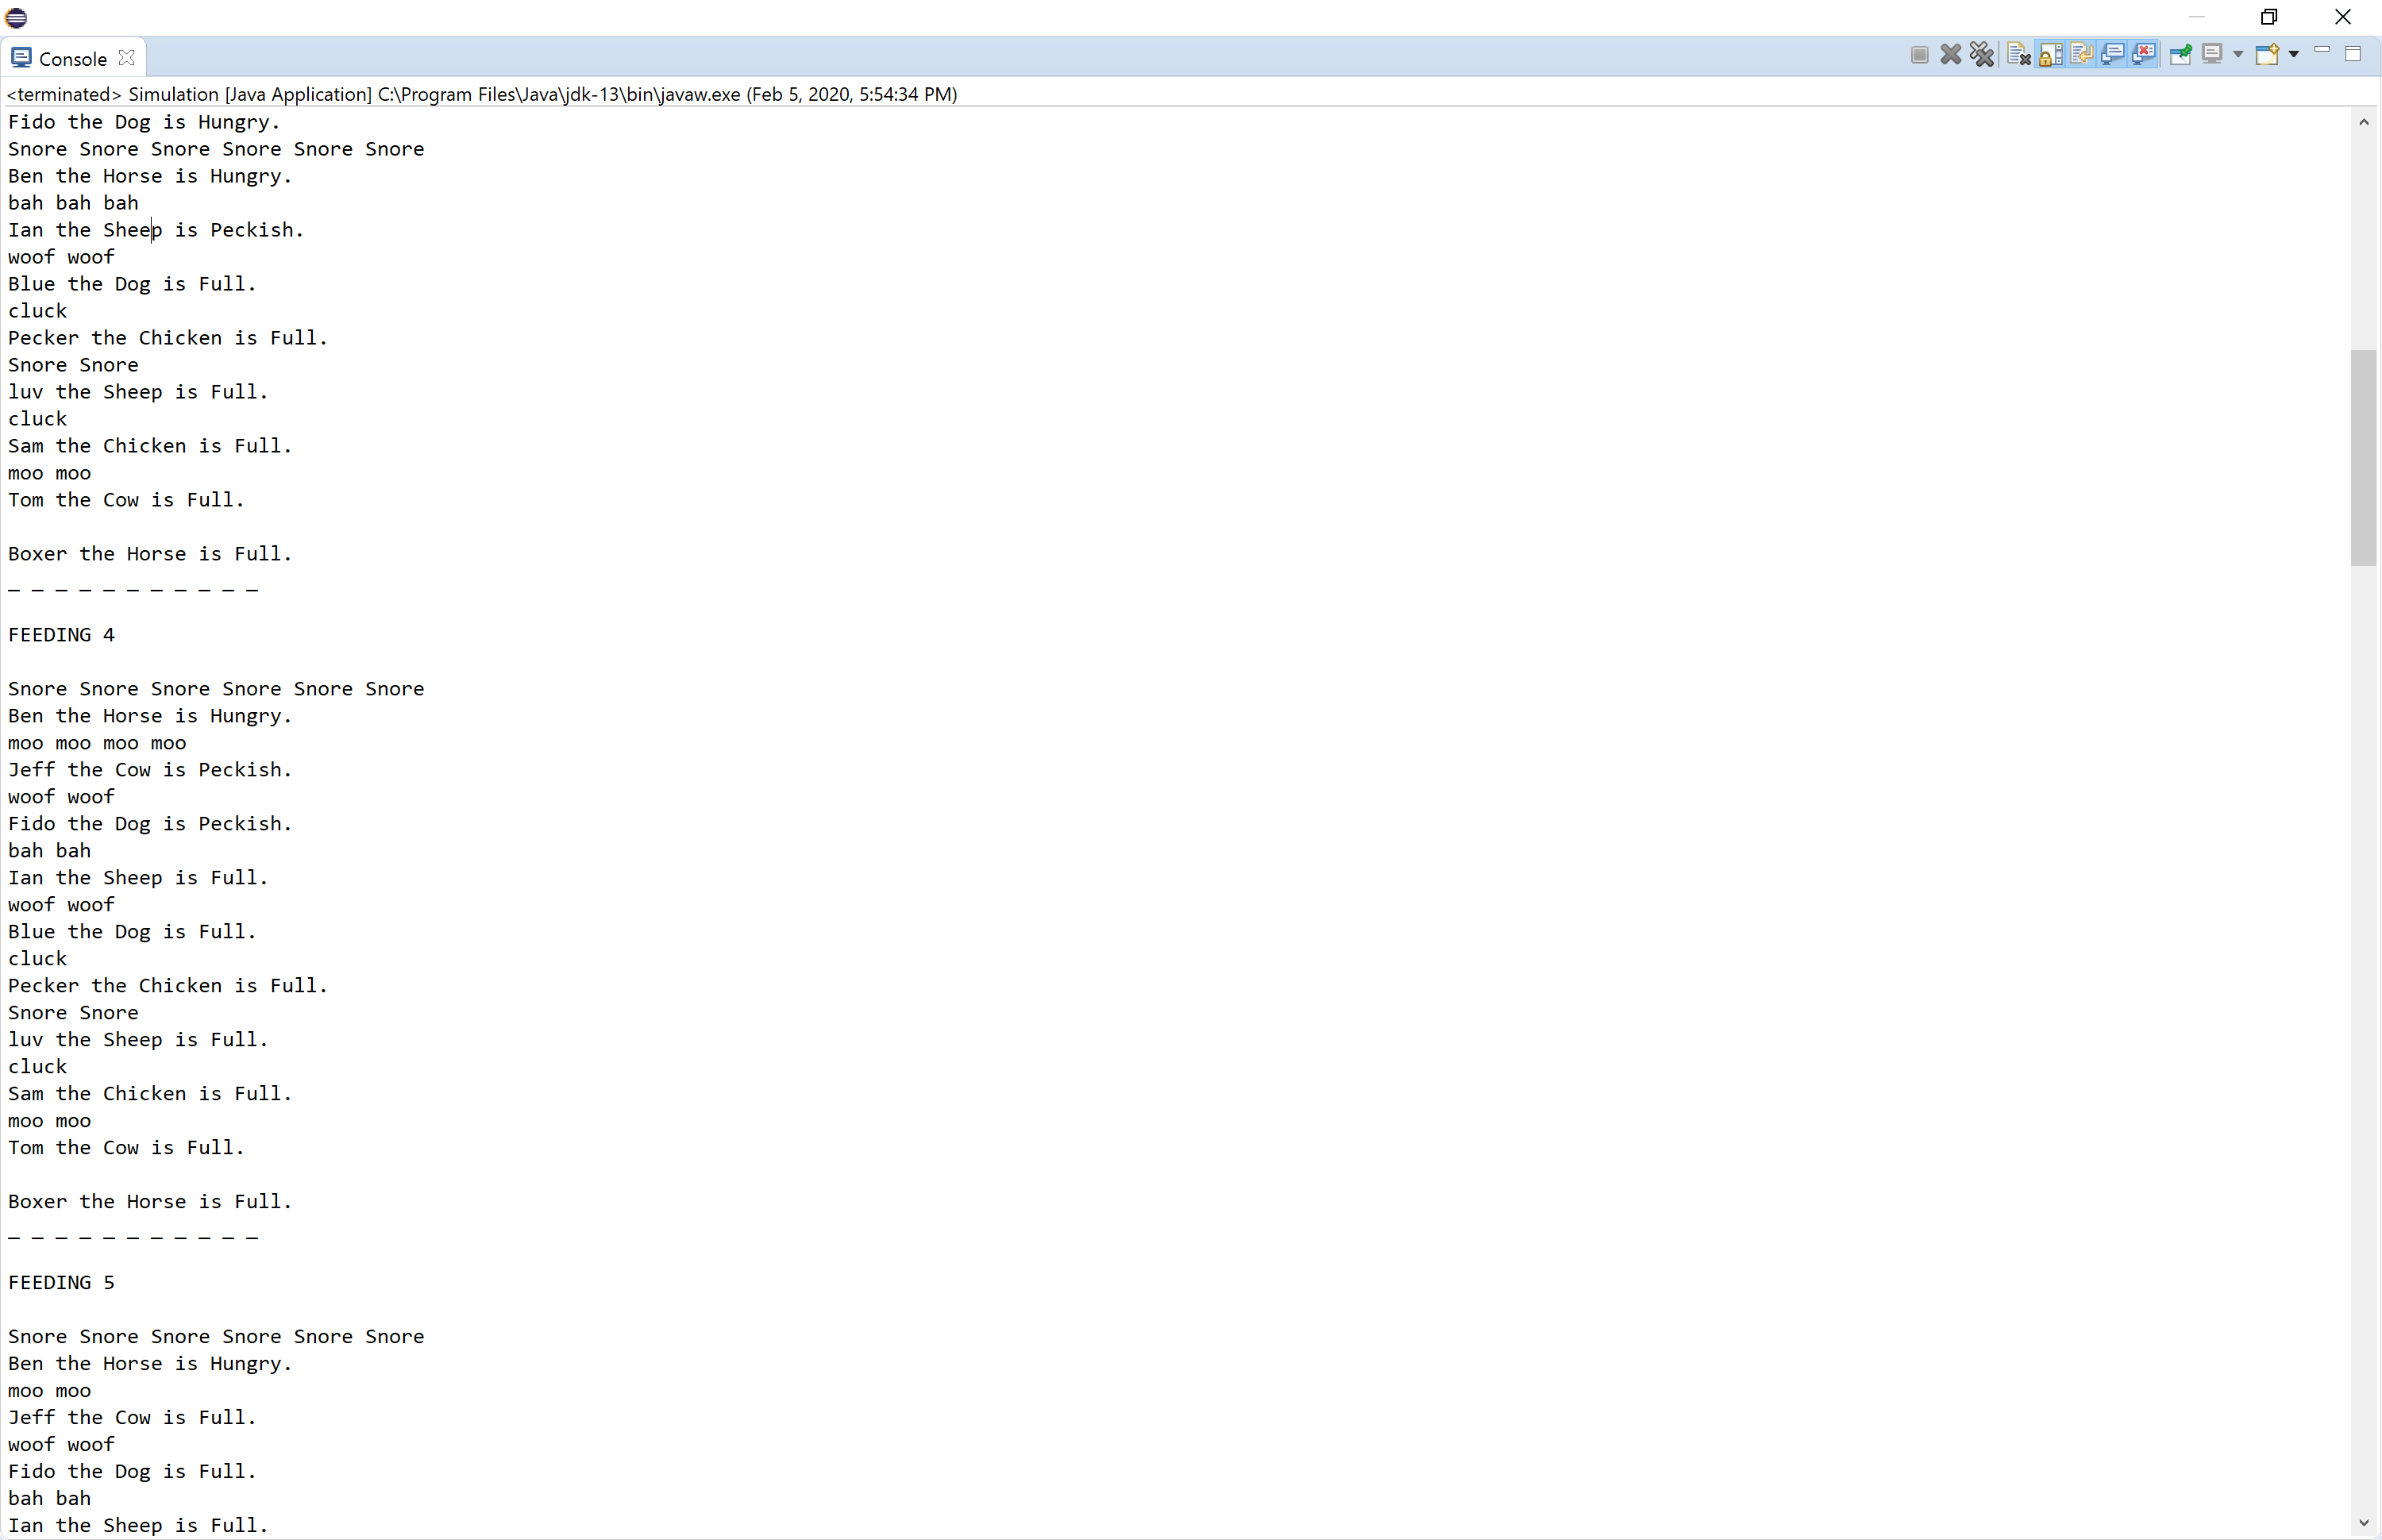 Console
<terminated> Simulation [Java Application] C:\Program Files\Java\jdk-13\bin\javaw.exe (Feb 5, 2020, 5:54:34 PM)
Fido the Dog is Hungry.
Snore Snore Snore Snore Snore Snore
Ben the Horse is Hungry.
bah bah bah
Ian the Sheep is Peckish.
woof woof
Blue the Dog is Full.
cluck
Pecker the Chicken is Full.
Snore Snore
luv the Sheep is Full.
cluck
Sam the Chicken is Full.
moo moo
Tom the Cow is Full.
Boxer the Horse is Full.
_ _ _ _ _ _ _ _ _ _ _
FEEDING 4
Snore Snore Snore Snore Snore Snore
Ben the Horse is Hungry.
moo moo moo moo
Jeff the Cow is Peckish.
woof woof
Fido the Dog is Peckish.
bah bah
Ian the Sheep is Full.
woof woof
Blue the Dog is Full.
cluck
Pecker the Chicken is Full.
Snore Snore
luv the Sheep is Full.
cluck
Sam the Chicken is Full.
moo moo
Tom the Cow is Full.
Boxer the Horse is Full.
_ _ _ _ _ _ _ _ _ _ _
FEEDING 5
Snore Snore Snore Snore Snore Snore
Ben the Horse is Hungry.
moo moo
Jeff the Cow is Full.
woof woof
Fido the Dog is Full.
bah bah
Ian the Sheep is Full.